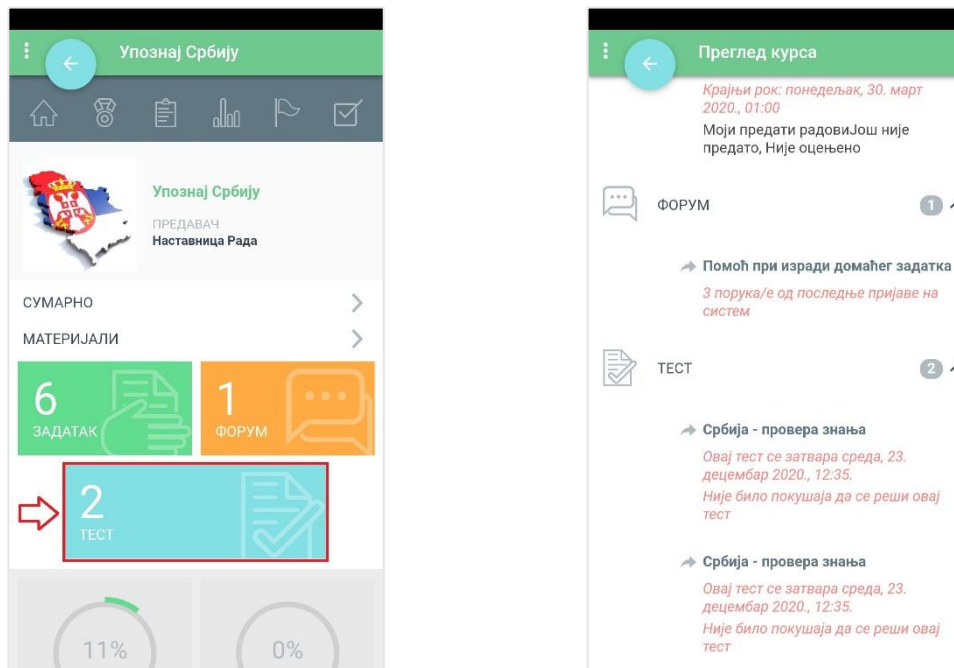 Упознај Србију
Упознај Србију
ПРЕДАВАЧ
Наставница Рада
СУМАРНО
МАТЕРИЈАЛИ
6
ЗАДАТАК
1
ФОРУМ
2
ТЕСТ
11%
0%
Преглед курса
Крајњи рок: понедељак, 30. март
2020., 01:00
Моји предати радовиЈош није
предато, Није оцењено
ФОРУМ 1
Помоћ при изради домаћег задатка
3 порука/е од последње пријаве на
систем
ТЕСТ 2
Србија - провера знања
Овај тест се затвара среда, 23.
децембар 2020., 12:35.
Није било покушаја да се реши овај
тест
Србија - провера знања
Овај тест се затвара среда, 23.
децембар 2020., 12:35.
Није било покушаја да се реши овај
тест